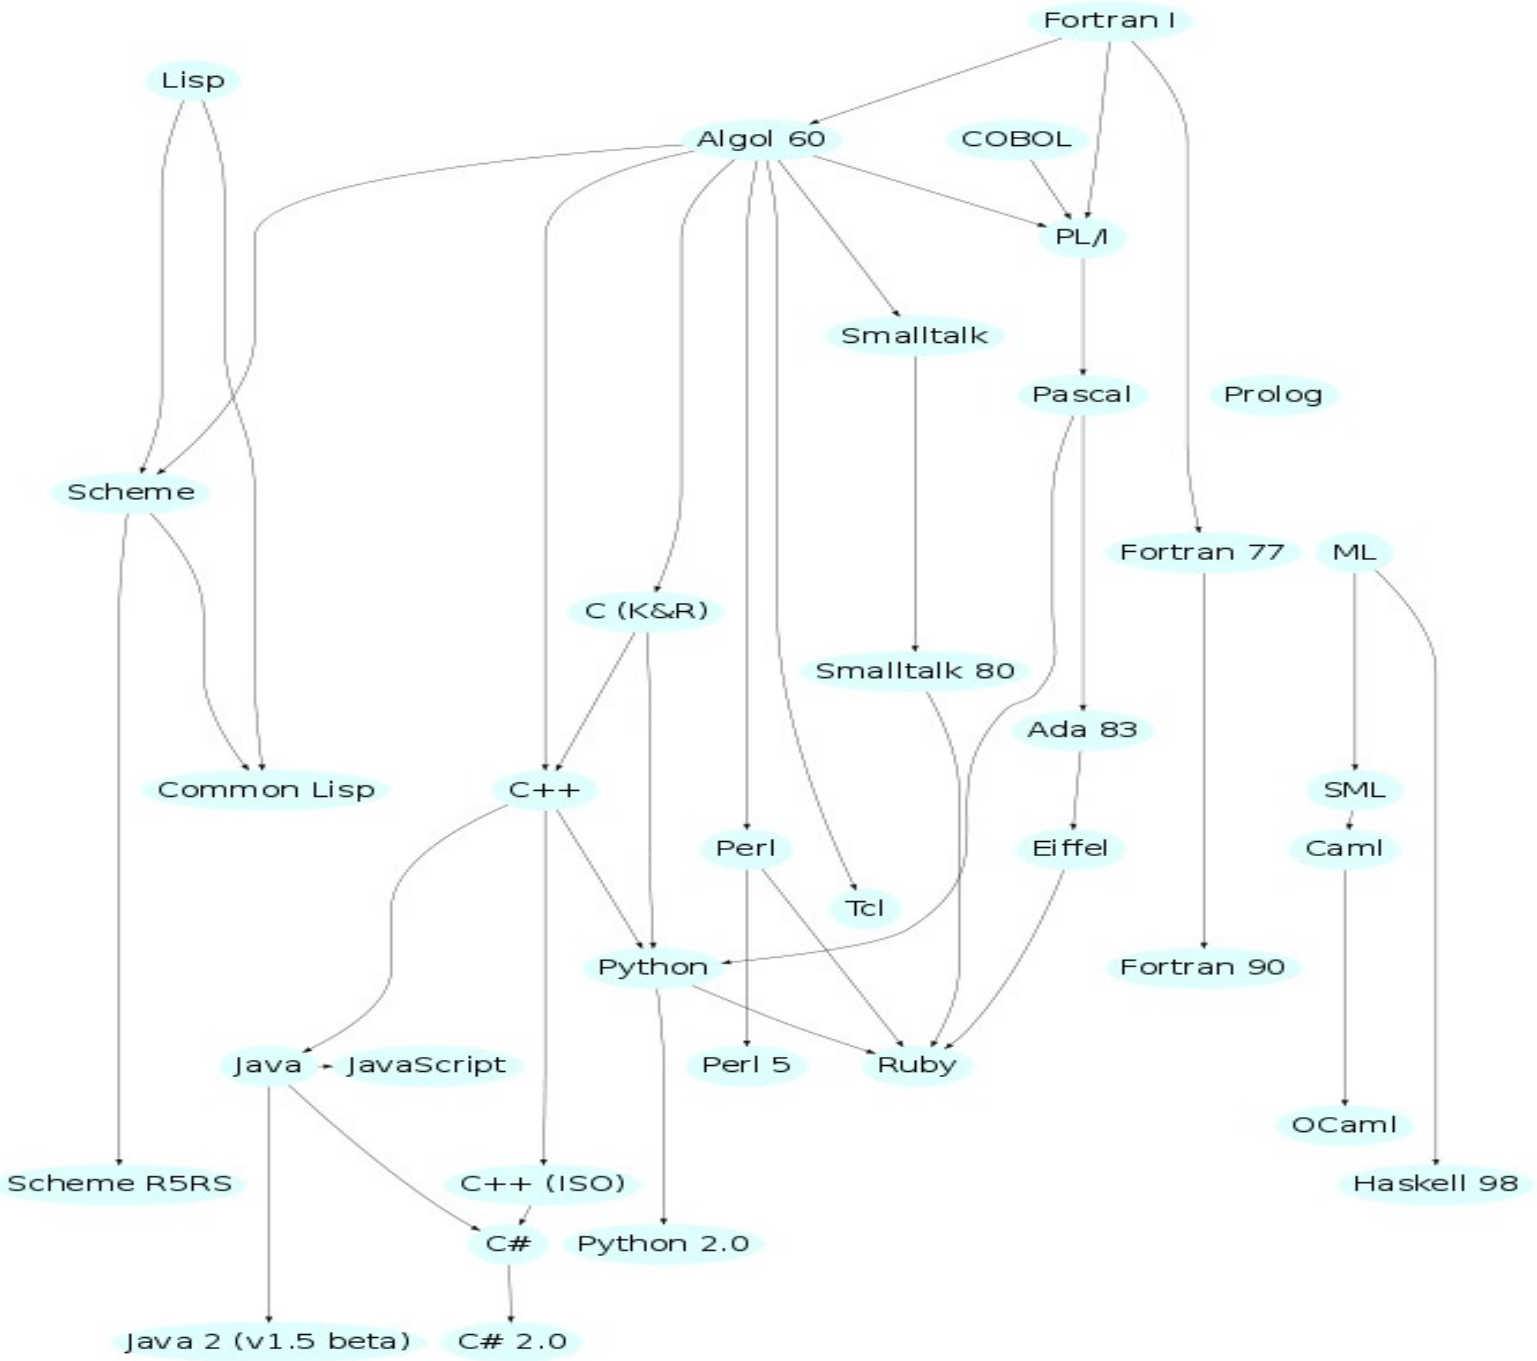 Fortran I
Lisp
Algol 60
COBOL
PL/I
Smalltalk
Pascal
Prolog
Scheme
Fortran 77
ML
C (K&R)
Smalltalk 80
Ada 83
Common Lisp
C++
SML
Perl
Eiffel
Caml
Tcl
Python
Fortran 90
Java
JavaScript
Perl 5
Ruby
OCaml
Scheme R5RS
C++ (ISO)
Haskell 98
C#
Python 2.0
Java 2 (v1.5 beta)
C# 2.0